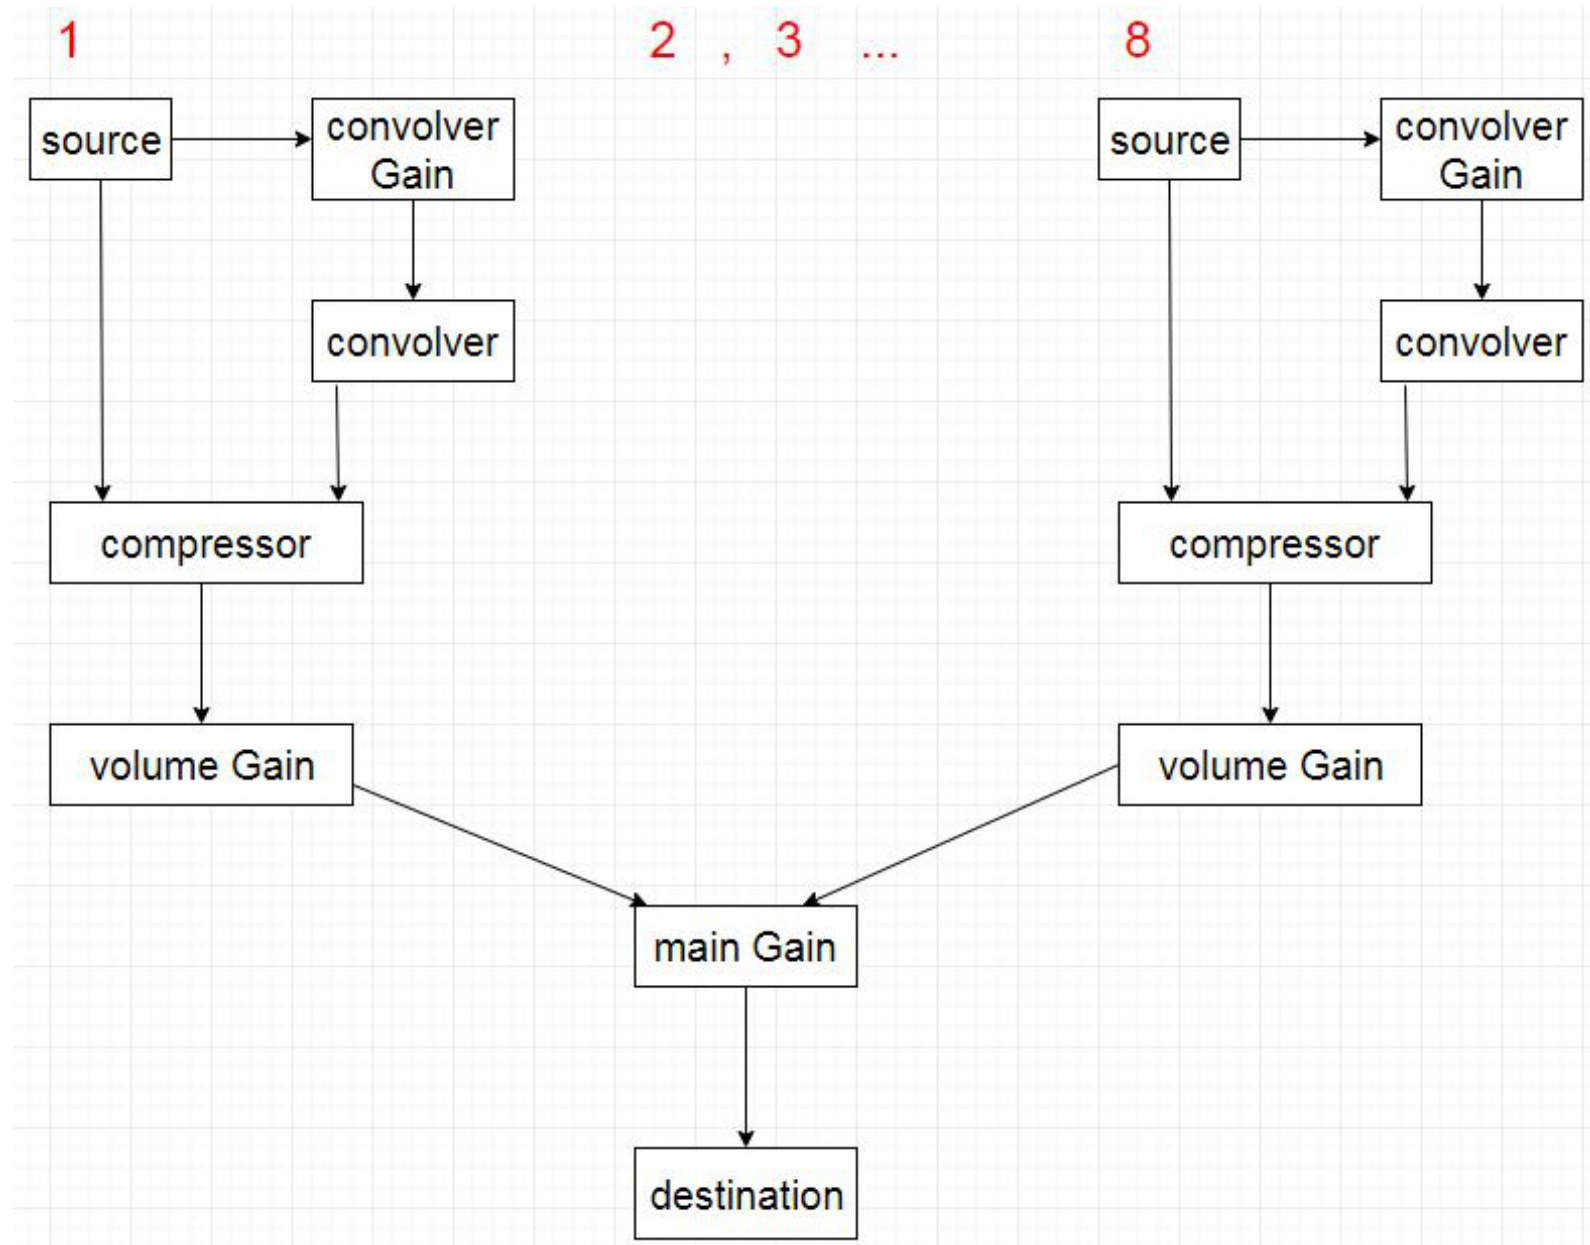 1 2 , 3 ... 8
source
convolver
Gain
source
convolver
Gain
convolver
convolver
compressor
compressor
volume Gain
volume Gain
main Gain
destination